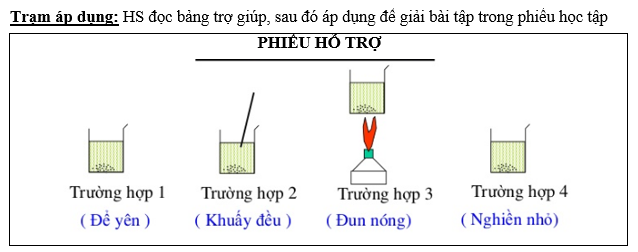 Trạm áp dụng: HS đọc bảng trợ giúp, sau đó áp dụng để giải bài tập trong phiếu học tập
PHIẾU HỖ TRỢ
Trường hợp 1 Trường hợp 2 Trường hợp 3 Trường hợp 4
( Để yên ) ( Khuấy đều ) (Đun nóng) ( Nghiền nhỏ)